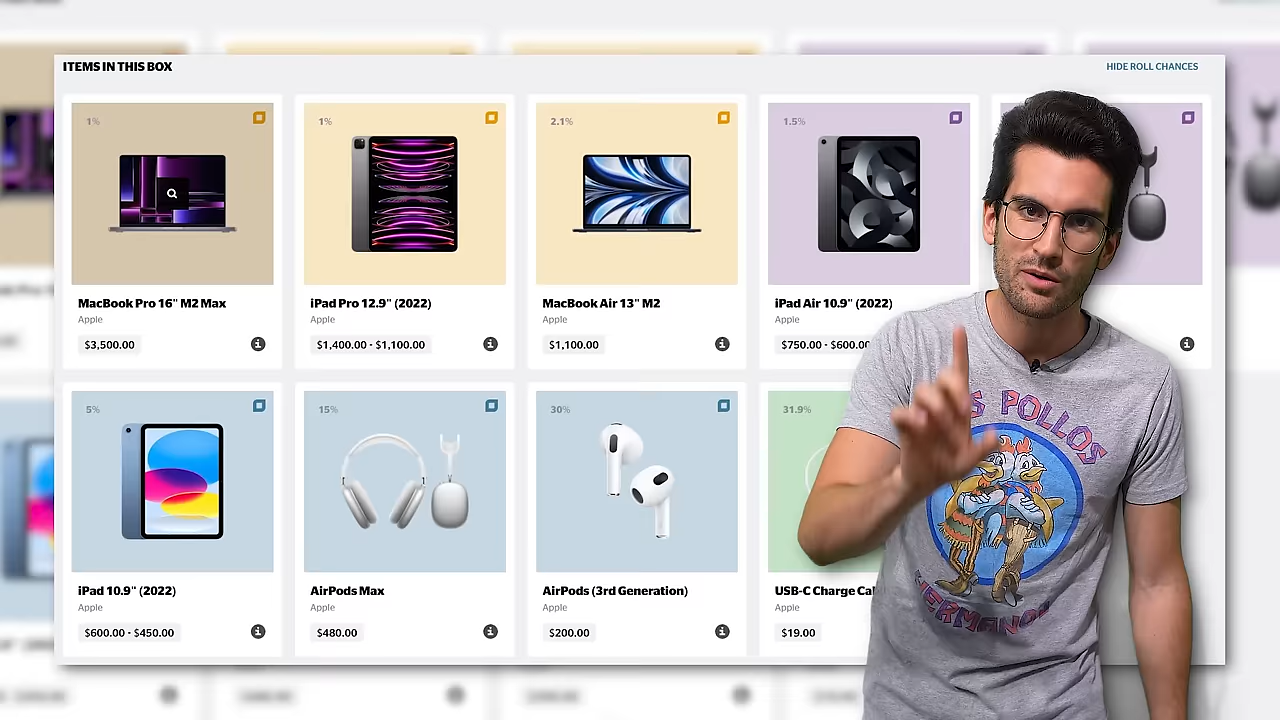 ITEMS IN THIS BOX
HIDE ROLL CHANCES
1%
1%
2.1%
1.5%
MacBook Pro 16" M2 Max
iPad Pro 12.9" (2022)
MacBook Air 13" M2
iPad Air 10.9" (2022)
Apple
Apple
Apple
Apple
$3,500.00
$1,400.00 - $1,100.00
$1,100.00
$750.00 - $600.00
5%
15%
30%
31.9%
iPad 10.9" (2022)
AirPods Max
AirPods (3rd Generation)
USB-C Charge
Apple
Apple
Apple
Apple
$600.00 - $450.00
$480.00
$200.00
$19.00
POLLOS
HERMANO